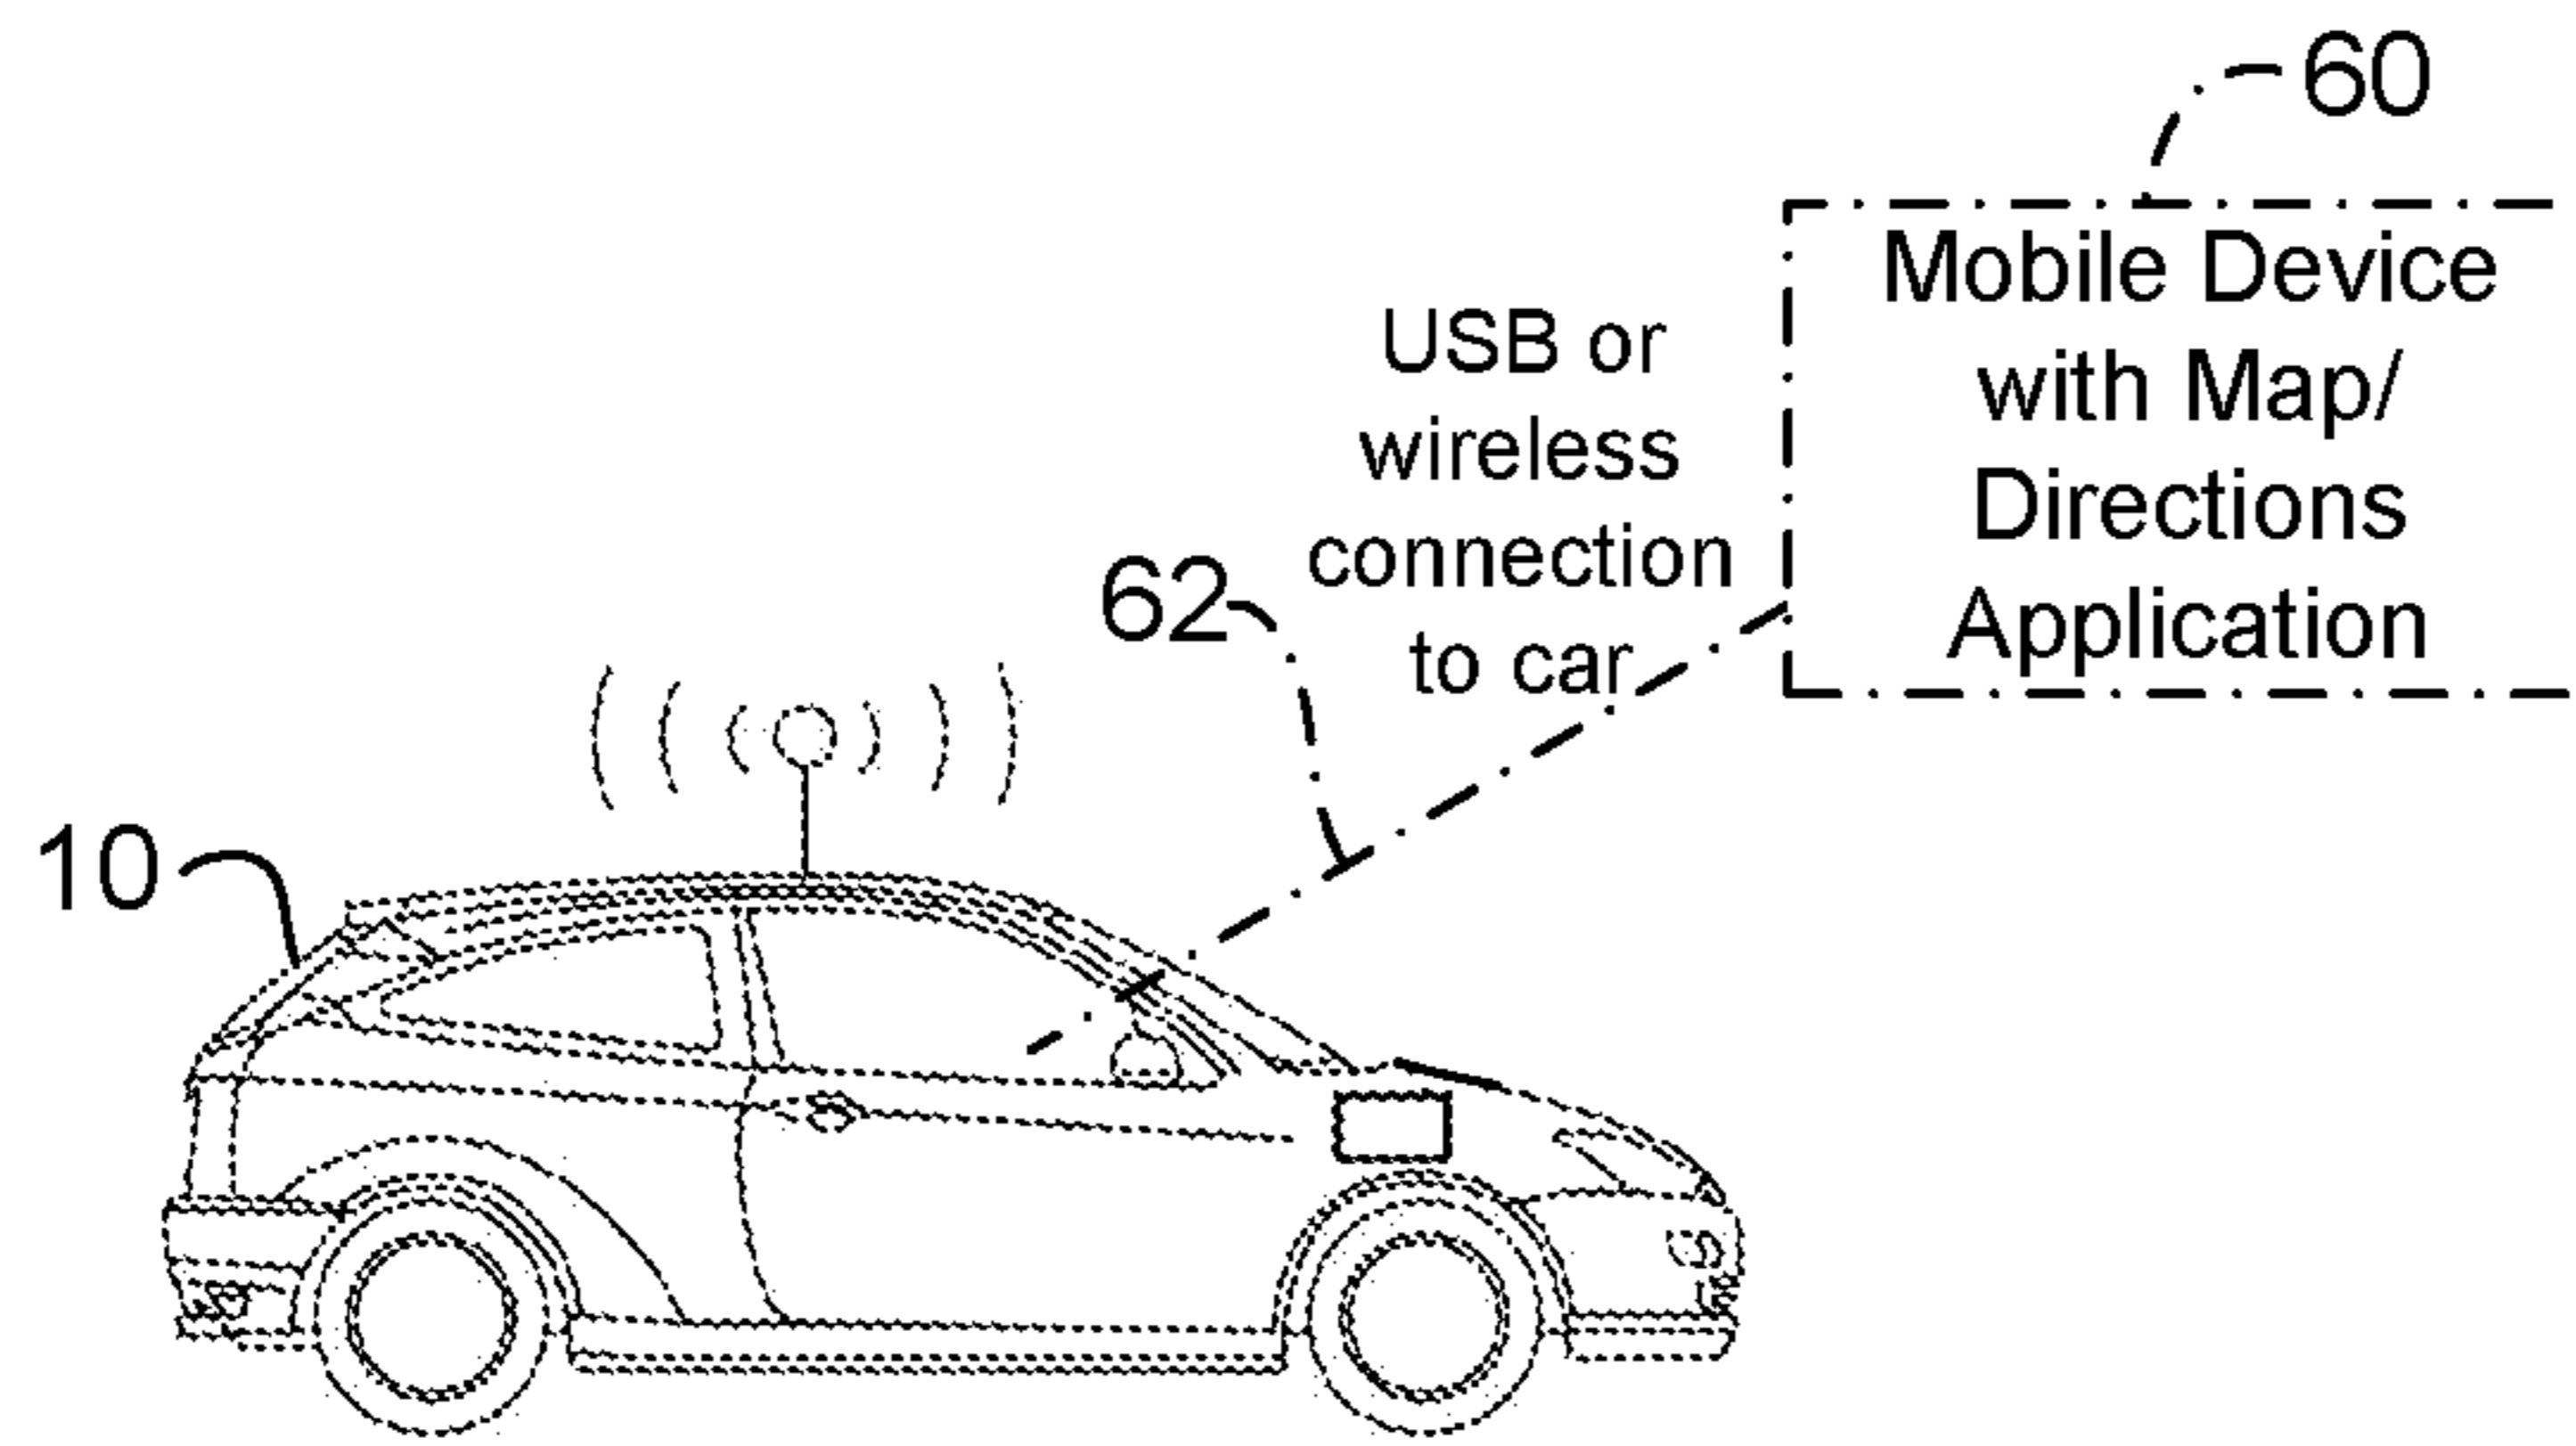 60
Mobile Device
with Map/
Directions
Application
USB or
wireless
connection
to car
62
10